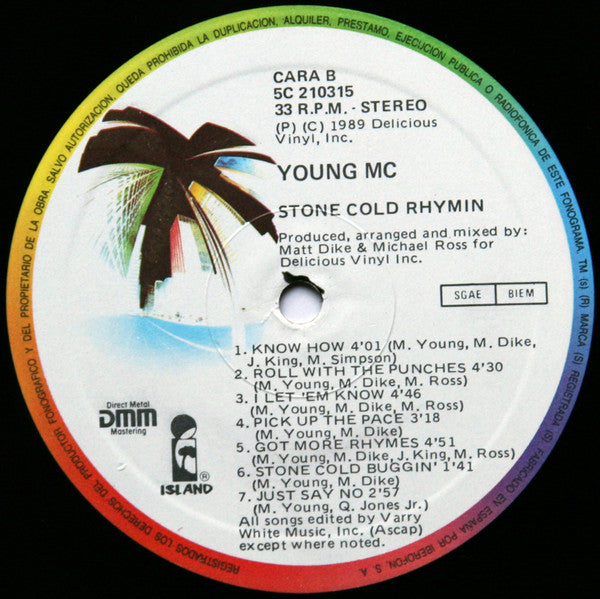 REGISTRADOS LOS DERECHOS DEL PRODUCTOR FONOGRAFICO Y DEL PROPIETARIO DE LA OBRA. SALVO AUTORIZACION, QUEDA PROHIBIDA LA DUPLICACION, ALQUILER, PRESTAMO, EJECUCION PUBLICA O RADIOFONICA DE ESTE FONOGRAMA. TM (s) (R) MARCA (S) REGISTRADA (S) FABRICADO EN ESPAÑA POR IBEROFON, S. A.
CARA B
5C 210315
33 R.P.M. - STEREO
(P) (C) 1989 Delicious
Vinyl, Inc.
YOUNG MC
STONE COLD RHYMIN
Produced, arranged and mixed by:
Matt Dike & Michael Ross for
Delicious Vinyl Inc.
SGAE BIEM
1. KNOW HOW 4'01 (M. Young, M. Dike,
J. King, M. Simpson)
2. ROLL WITH THE PUNCHES 4'30
(M. Young, M. Dike, M. Ross)
3. I LET 'EM KNOW 4'46
(M. Young, M. Dike, M. Ross)
4. PICK UP THE PACE 3'18
(M. Young, M. Dike)
5. GOT MORE RHYMES 4'51
(M. Young, M. Dike, J. King, M. Ross)
6. STONE COLD BUGGIN' 1'41
(M. Young, M. Dike)
7. JUST SAY NO 2'57
(M. Young, Q. Jones Jr.)
All songs edited by Varry
White Music, Inc. (Ascap)
except where noted.
Direct Metal
DMM
Mastering
ISLAND ®